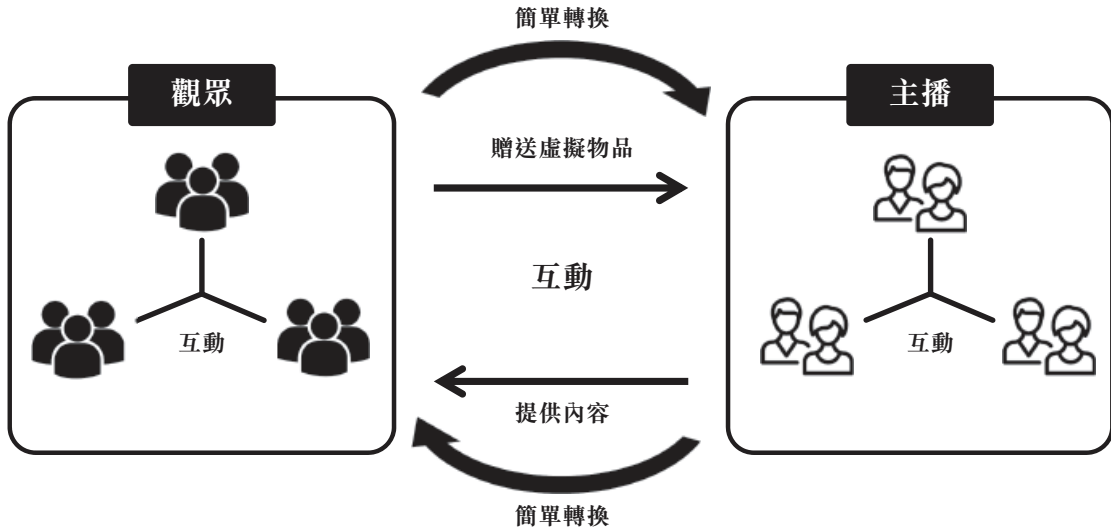 簡單轉換
觀眾
主播
贈送虛擬物品
互動
互動
互動
提供內容
簡單轉換